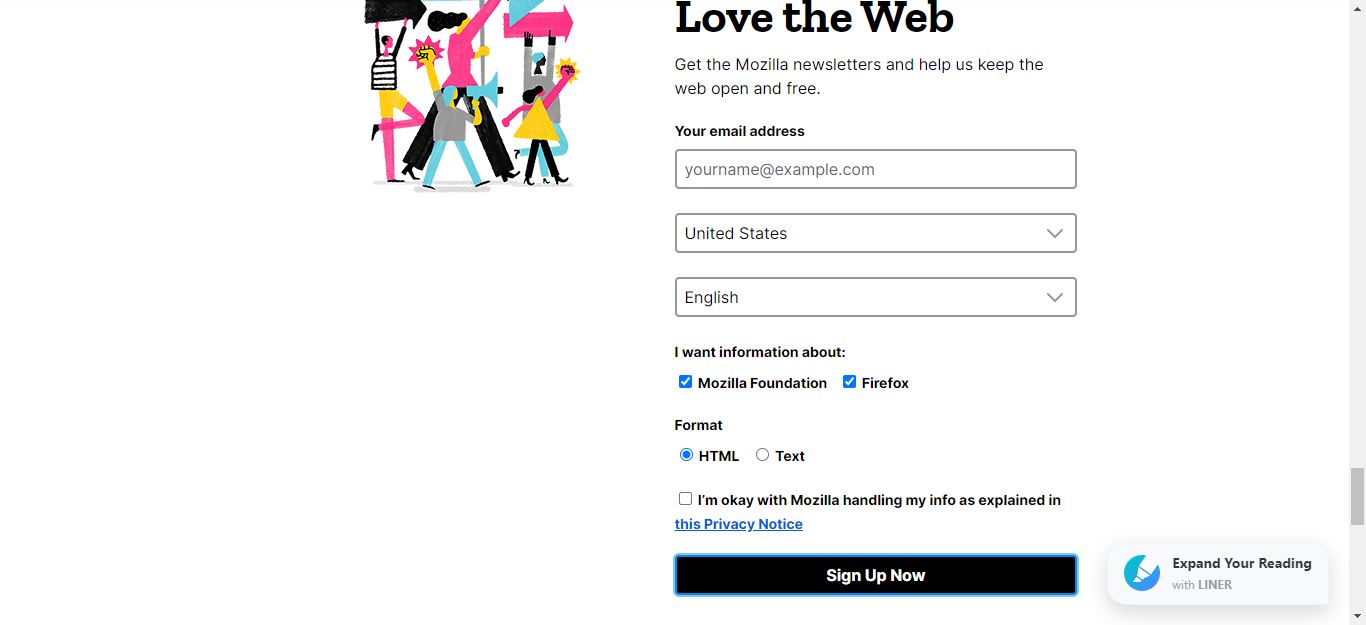 Love the Web
Get the Mozilla newsletters and help us keep the
web open and free.
Your email address
yourname@example.com
United States
English
I want information about:
Mozilla Foundation Firefox
Format
HTML Text
I’m okay with Mozilla handling my info as explained in
this Privacy Notice
Sign Up Now
Expand Your Reading
with LINER